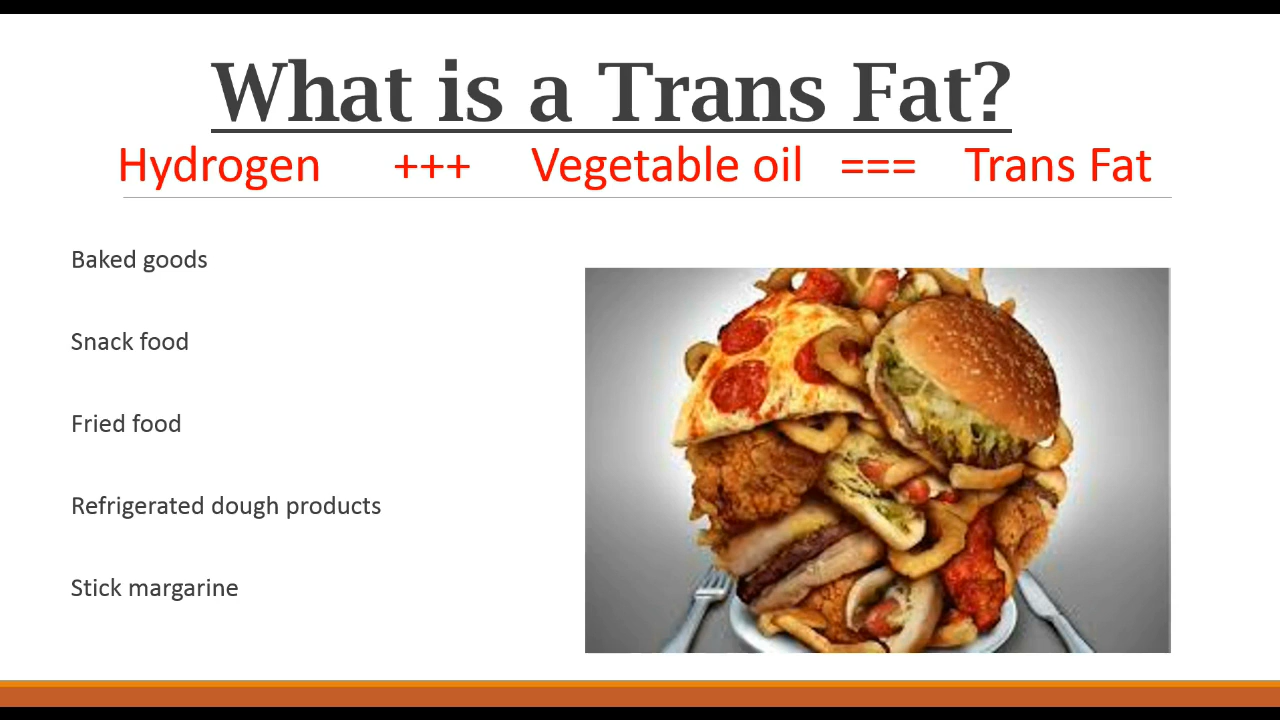 What is a Trans Fat?
Hydrogen +++ Vegetable oil === Trans Fat
Baked goods
Snack food
Fried food
Refrigerated dough products
Stick margarine